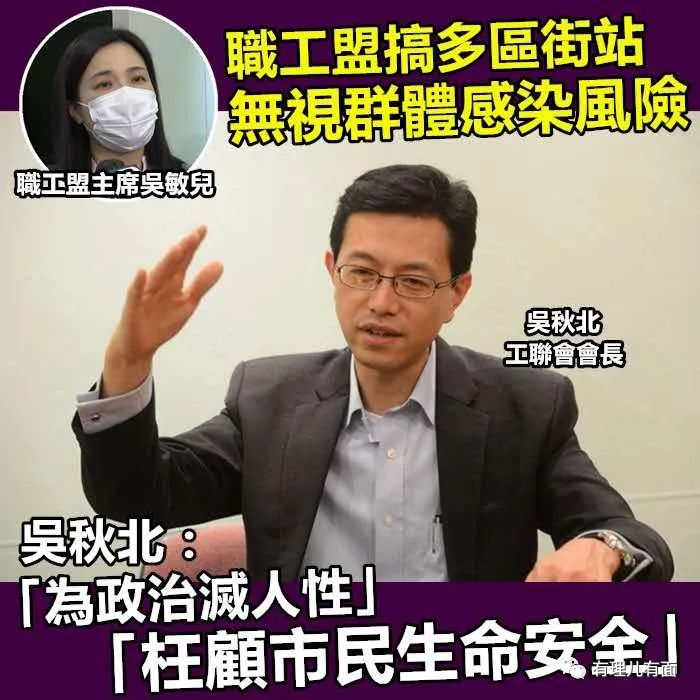 職工盟搞多區街站
無視群體感染風險
職工盟主席吳敏兒
吳秋北
工聯會會長
吳秋北：
「為政治滅人性」
「枉顧市民生命安全」
有理儿有面